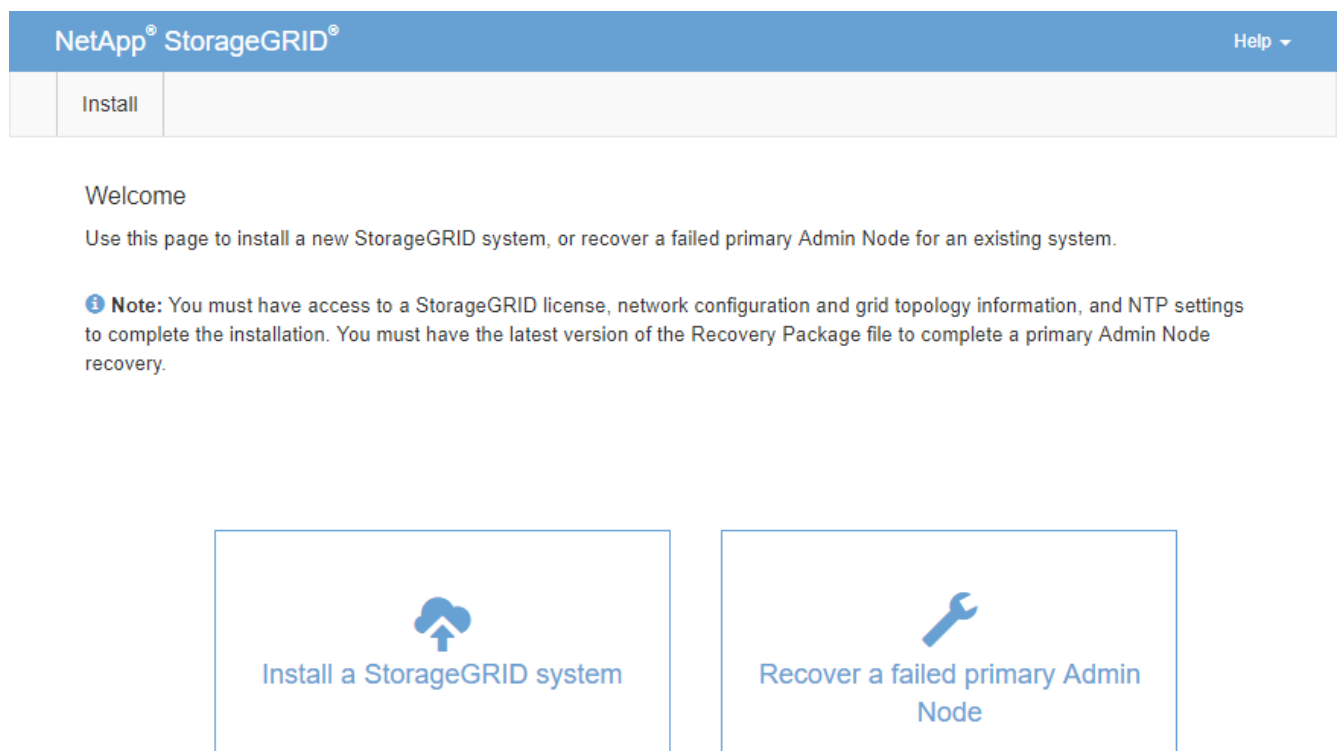 NetApp® StorageGRID®
Help
Install
Welcome
Use this page to install a new StorageGRID system, or recover a failed primary Admin Node for an existing system.
Note: You must have access to a StorageGRID license, network configuration and grid topology information, and NTP settings
to complete the installation. You must have the latest version of the Recovery Package file to complete a primary Admin Node
recovery.
Install a StorageGRID system
Recover a failed primary Admin
Node